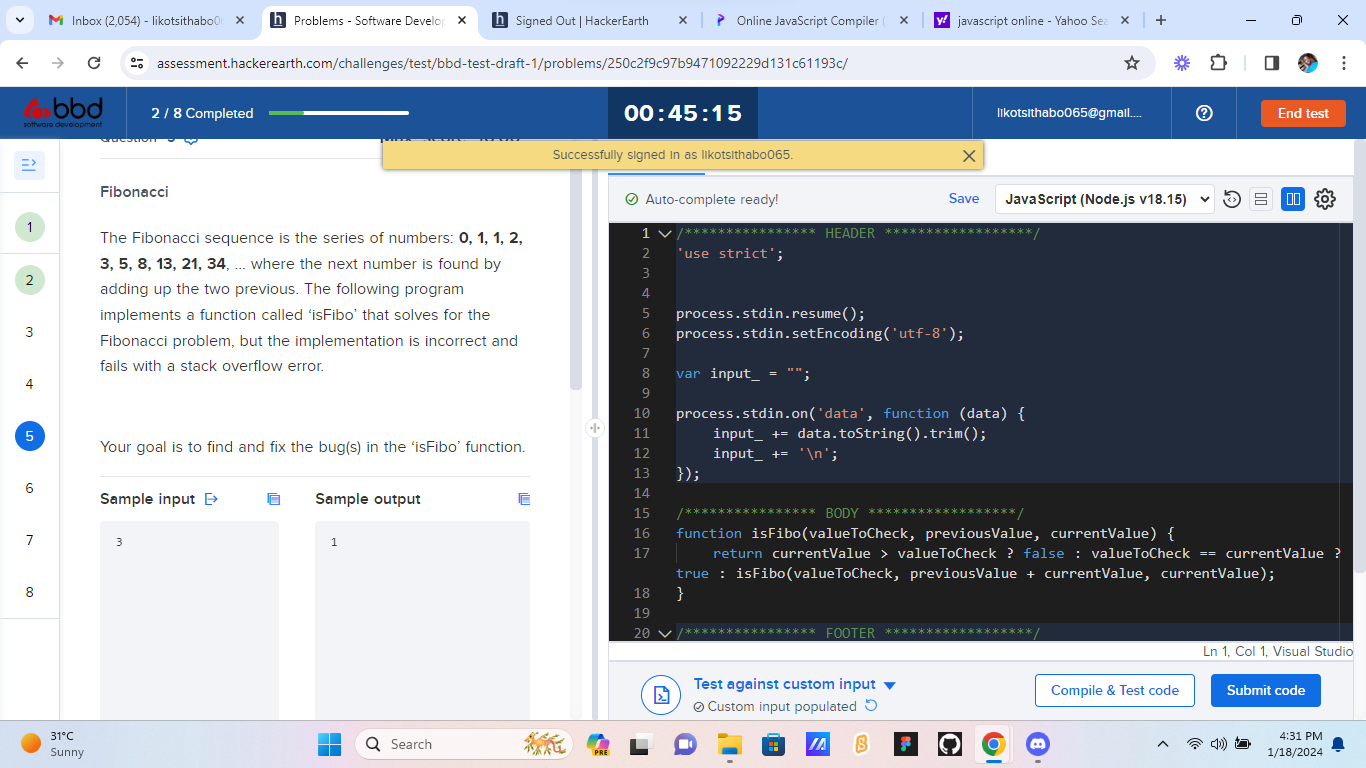 Inbox (2,054) - likotsithabo0
Problems - Software Develop
Signed Out | HackerEarth
Online JavaScript Compiler (
javascript online - Yahoo Sea
assessment.hackerearth.com/challenges/test/bbd-test-draft-1/problems/250c2f9c97b9471092229d131c61193c/
bbd
software development
2 / 8 Completed
00:45:15
likotsithabo065@gmail....
End test
Successfully signed in as likotsithabo065.
1
2
3
4
5
6
7
8
Fibonacci
The Fibonacci sequence is the series of numbers: 0, 1, 1, 2,
3, 5, 8, 13, 21, 34, ... where the next number is found by
adding up the two previous. The following program
implements a function called ‘isFibo’ that solves for the
Fibonacci problem, but the implementation is incorrect and
fails with a stack overflow error.
Your goal is to find and fix the bug(s) in the ‘isFibo’ function.
Sample input
Sample output
3
1
Auto-complete ready!
Save
JavaScript (Node.js v18.15)
1 /**************** HEADER ******************/
2 'use strict';
3
4
5 process.stdin.resume();
6 process.stdin.setEncoding('utf-8');
7
8 var input_ = "";
9
10 process.stdin.on('data', function (data) {
11 input_ += data.toString().trim();
12 input_ += '\n';
13 });
14
15 /**************** BODY ******************/
16 function isFibo(valueToCheck, previousValue, currentValue) {
17 return currentValue > valueToCheck ? false : valueToCheck == currentValue ?
true : isFibo(valueToCheck, previousValue + currentValue, currentValue);
18 }
19
20 /**************** FOOTER ******************/
Ln 1, Col 1, Visual Studio
Test against custom input
Custom input populated
Compile & Test code
Submit code
31°C
Sunny
Search
PRE
4:31 PM
1/18/2024